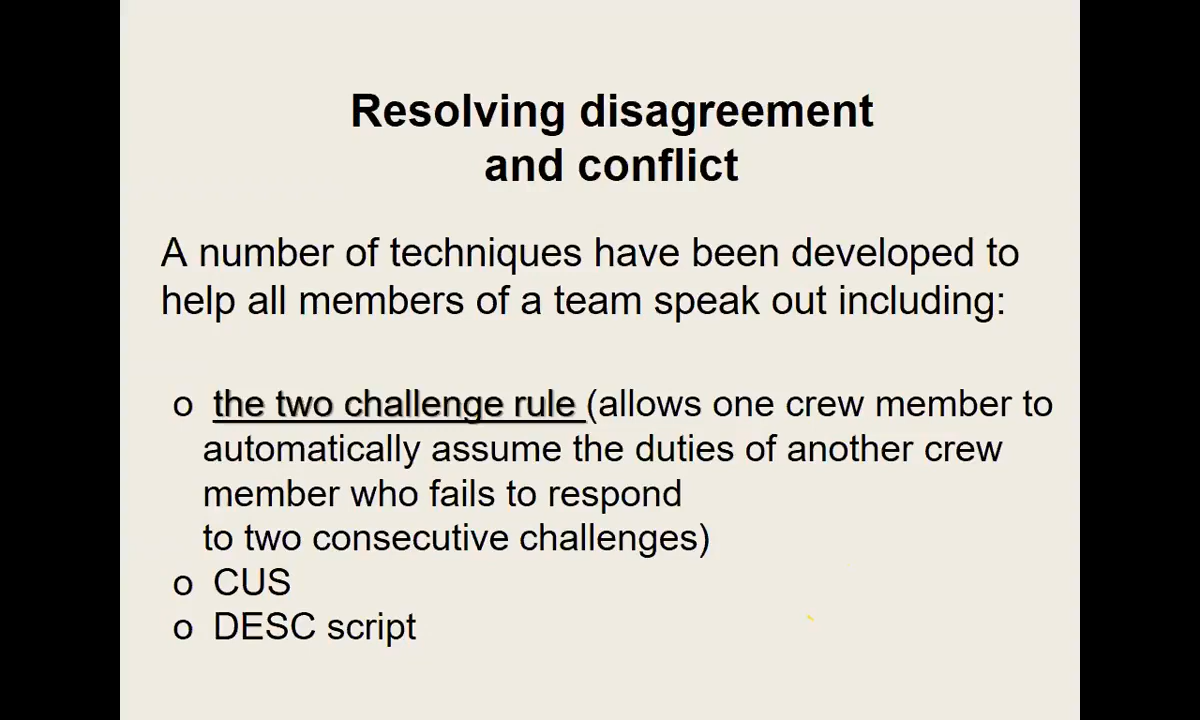 Resolving disagreement
and conflict
A number of techniques have been developed to
help all members of a team speak out including:
o the two challenge rule (allows one crew member to
automatically assume the duties of another crew
member who fails to respond
to two consecutive challenges)
o CUS
o DESC script